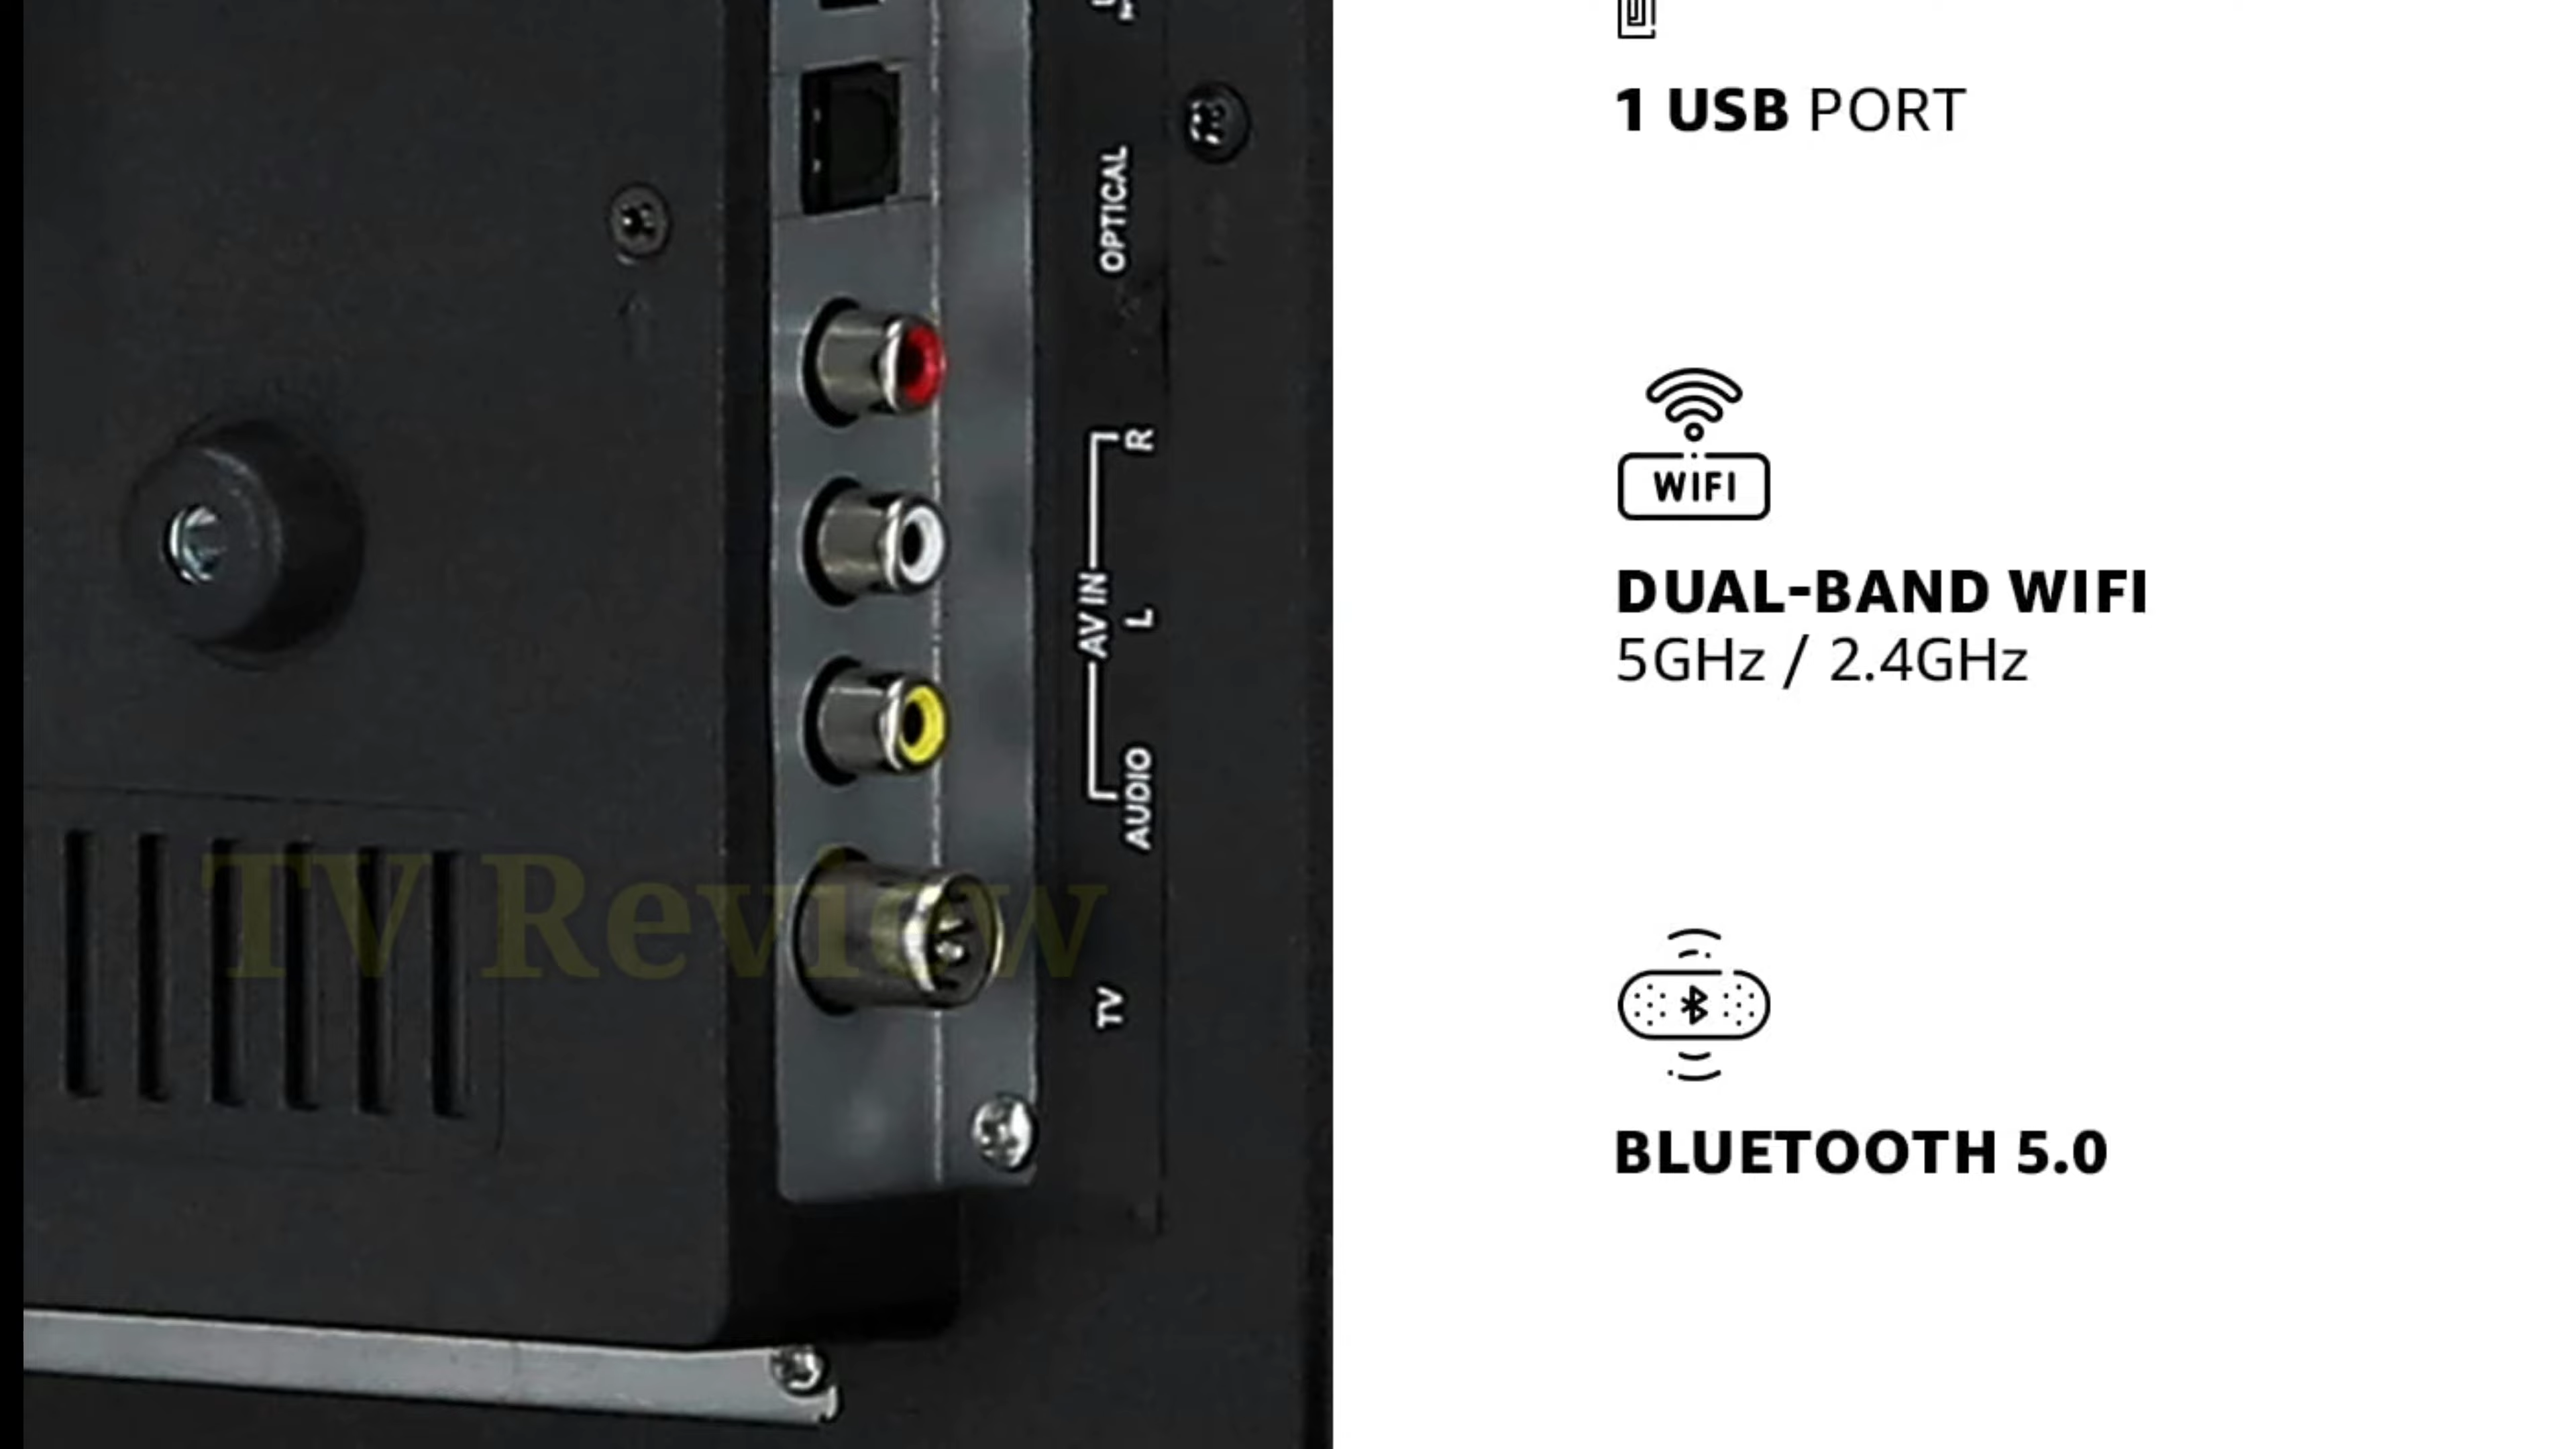 OPTICAL
R
AV IN
L
AUDIO
TV
TV Review
1 USB PORT
WIFI
DUAL-BAND WIFI
5GHz / 2.4GHz
BLUETOOTH 5.0